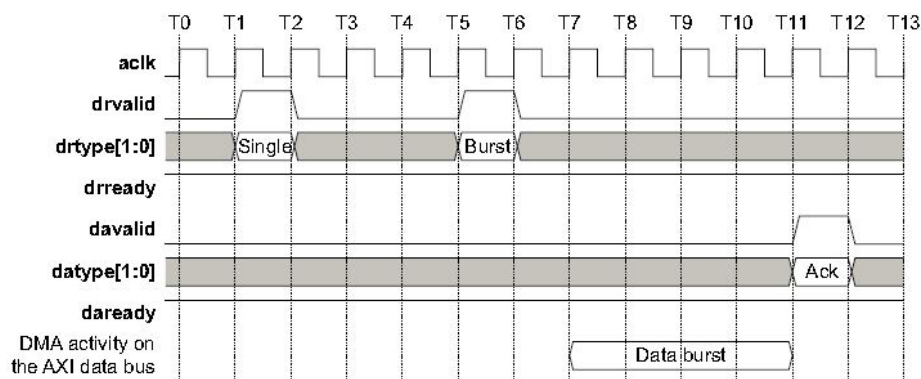 T0 T1 T2 T3 T4 T5 T6 T7 T8 T9 T10 T11 T12 T13
aclk
drvalid
drtype[1:0] Single Burst
drready
davalid
datype[1:0] Ack
daready
DMA activity on
the AXI data bus
Data burst